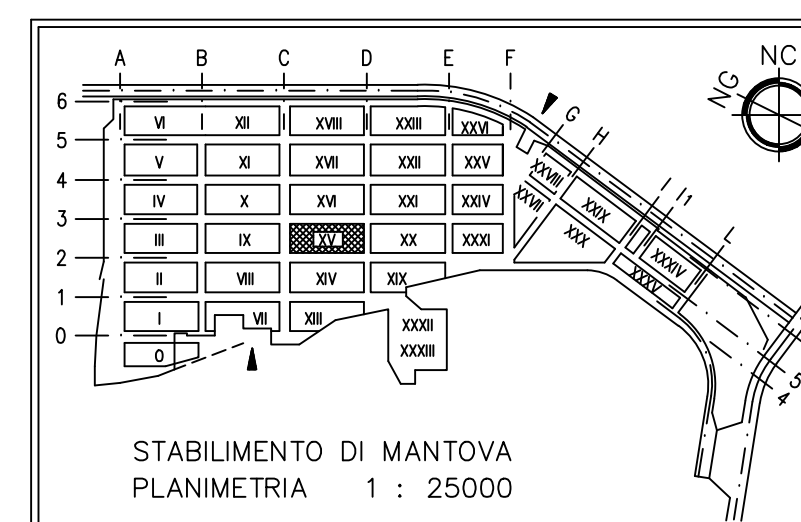 A B C D E F G H I I1 L NG NC
6
VI XII XVIII XXIII XXVI
5
V XI XVII XXII XXV XXVIII
4
IV X XVI XXI XXIV XXVII XXIX
3
III IX XV XX XXXI XXX XXXIV
2
II VIII XIV XIX XXXV
1
I VII XIII XXXII
0
O XXXIII
5
4
STABILIMENTO DI MANTOVA
PLANIMETRIA 1 : 25000